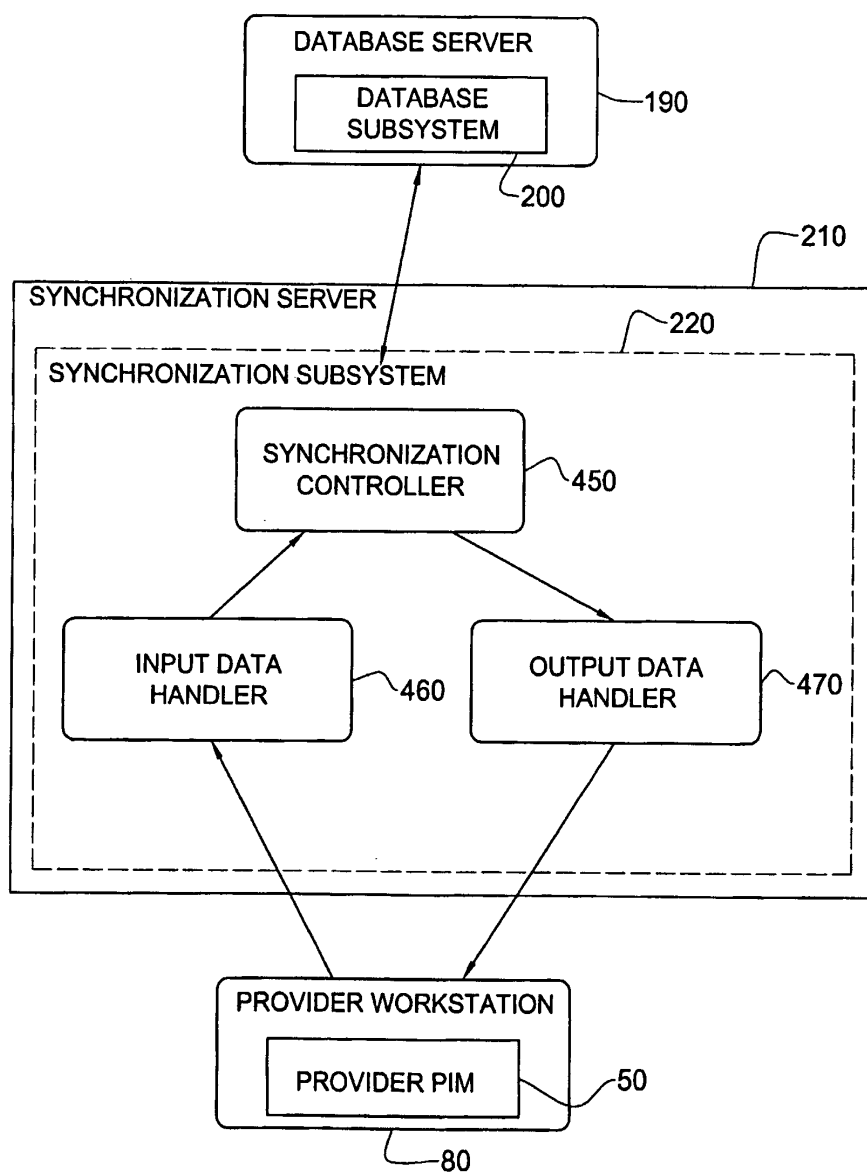 DATABASE SERVER
DATABASE
SUBSYSTEM
190
200
210
SYNCHRONIZATION SERVER
220
SYNCHRONIZATION SUBSYSTEM
SYNCHRONIZATION
CONTROLLER
450
INPUT DATA
HANDLER
460
OUTPUT DATA
HANDLER
470
PROVIDER WORKSTATION
PROVIDER PIM
50
80